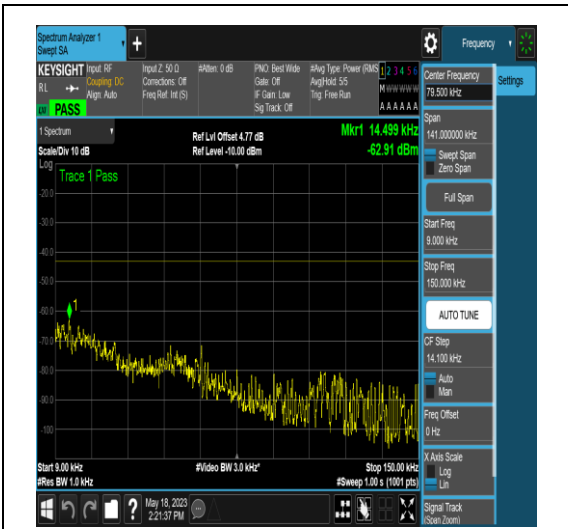 Spectrum Analyzer 1
Swept SA
Frequency
KEYSIGHT
Input: RF
Coupling: DC
Align: Auto
RL
PASS
Input Z: 50 Ω
Corrections: Off
Freq Ref: Int (S)
#Atten: 0 dB
PNO: Best Wide
Gate: Off
IF Gain: Low
Sig Track: Off
#Avg Type: Power (RMS
Avg|Hold: 5/5
Trig: Free Run
1 2 3 4 5 6
M W W W W W
A A A A A A
1 Spectrum
Scale/Div 10 dB
Ref Lvl Offset 4.77 dB
Ref Level -10.00 dBm
Mkr1 14.499 kHz
-62.91 dBm
Log
Trace 1 Pass
-20.0
-30.0
-40.0
-50.0
-60.0
-70.0
-80.0
-90.0
-100
1
Start 9.00 kHz
#Res BW 1.0 kHz
#Video BW 3.0 kHz*
Stop 150.00 kHz
#Sweep 1.00 s (1001 pts)
May 18, 2023
2:21:37 PM
Center Frequency
79.500 kHz
Settings
Span
141.000000 kHz
Swept Span
Zero Span
Full Span
Start Freq
9.000 kHz
Stop Freq
150.000 kHz
AUTO TUNE
CF Step
14.100 kHz
Auto
Man
Freq Offset
0 Hz
X Axis Scale
Log
Lin
Signal Track
(Span Zoom)